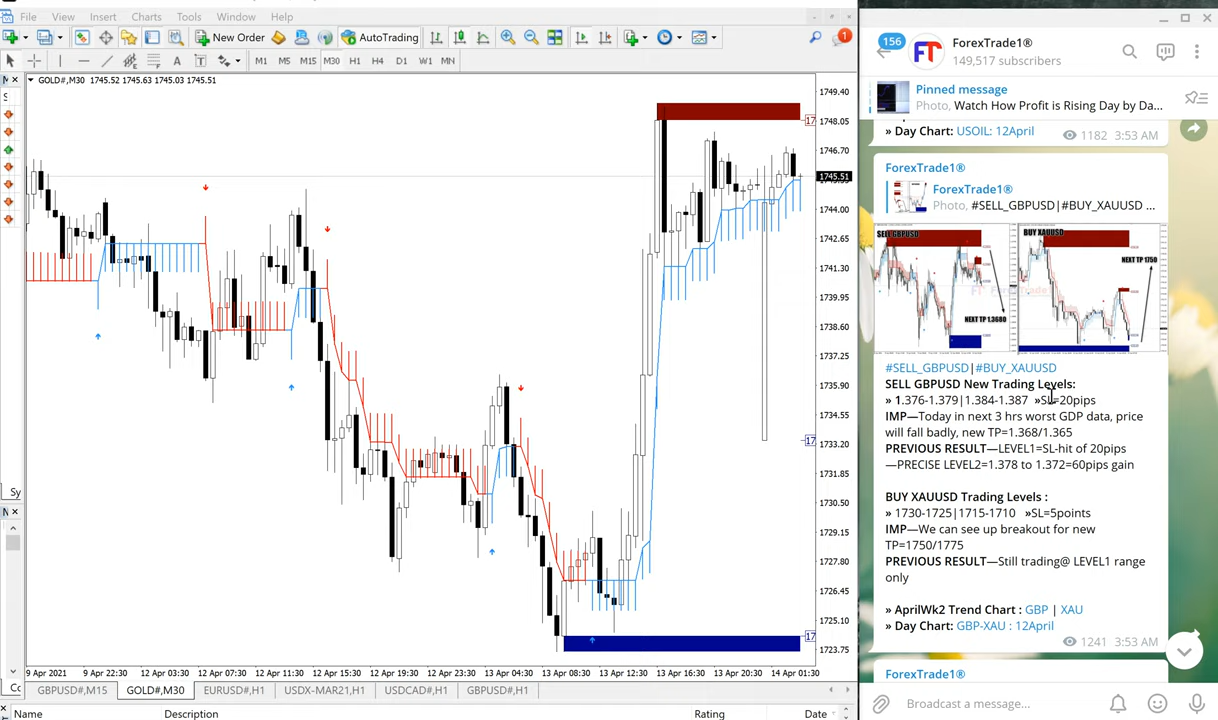 File View Insert Charts Tools Window Help
New Order AutoTrading 1
M1 M5 M15 M30 H1 H4 D1 W1 MN
GOLD#,M30 1745.52 1745.63 1745.03 1745.51
1749.40
1748.05
1746.70
1745.51
1744.00
1742.65
1741.30
1739.95
1738.60
1737.25
1735.90
1734.55
1733.20
1731.85
1730.50
1729.15
1727.80
1726.45
1725.10
1723.75
17
17
17
Sy
9 Apr 2021 9 Apr 22:30 12 Apr 03:30 12 Apr 07:30 12 Apr 11:30 12 Apr 15:30 12 Apr 19:30 12 Apr 23:30 13 Apr 04:30 13 Apr 08:30 13 Apr 12:30 13 Apr 16:30 13 Apr 20:30 14 Apr 01:30
GBPUSD#,M15 GOLD#,M30 EURUSD#,H1 USDX-MAR21,H1 USDCAD#,H1 GBPUSD#,H1
Name Description Rating Date
156
FT
ForexTrade1®
149,517 subscribers
Pinned message
Photo, Watch How Profit is Rising Day by Da...
» Day Chart: USOIL: 12April
1182 3:53 AM
ForexTrade1®
ForexTrade1®
Photo, #SELL_GBPUSD|#BUY_XAUUSD ...
SELL GBPUSD
NEXT TP 1.3680
BUY XAUUSD
NEXT TP 1750
#SELL_GBPUSD|#BUY_XAUUSD
SELL GBPUSD New Trading Levels:
» 1.376-1.379|1.384-1.387 »SL=20pips
IMP—Today in next 3 hrs worst GDP data, price
will fall badly, new TP=1.368/1.365
PREVIOUS RESULT—LEVEL1=SL-hit of 20pips
—PRECISE LEVEL2=1.378 to 1.372=60pips gain
BUY XAUUSD Trading Levels :
» 1730-1725|1715-1710 »SL=5points
IMP—We can see up breakout for new
TP=1750/1775
PREVIOUS RESULT—Still trading@ LEVEL1 range
only
» AprilWk2 Trend Chart : GBP | XAU
» Day Chart: GBP-XAU : 12April
1241 3:53 AM
ForexTrade1®
Broadcast a message...